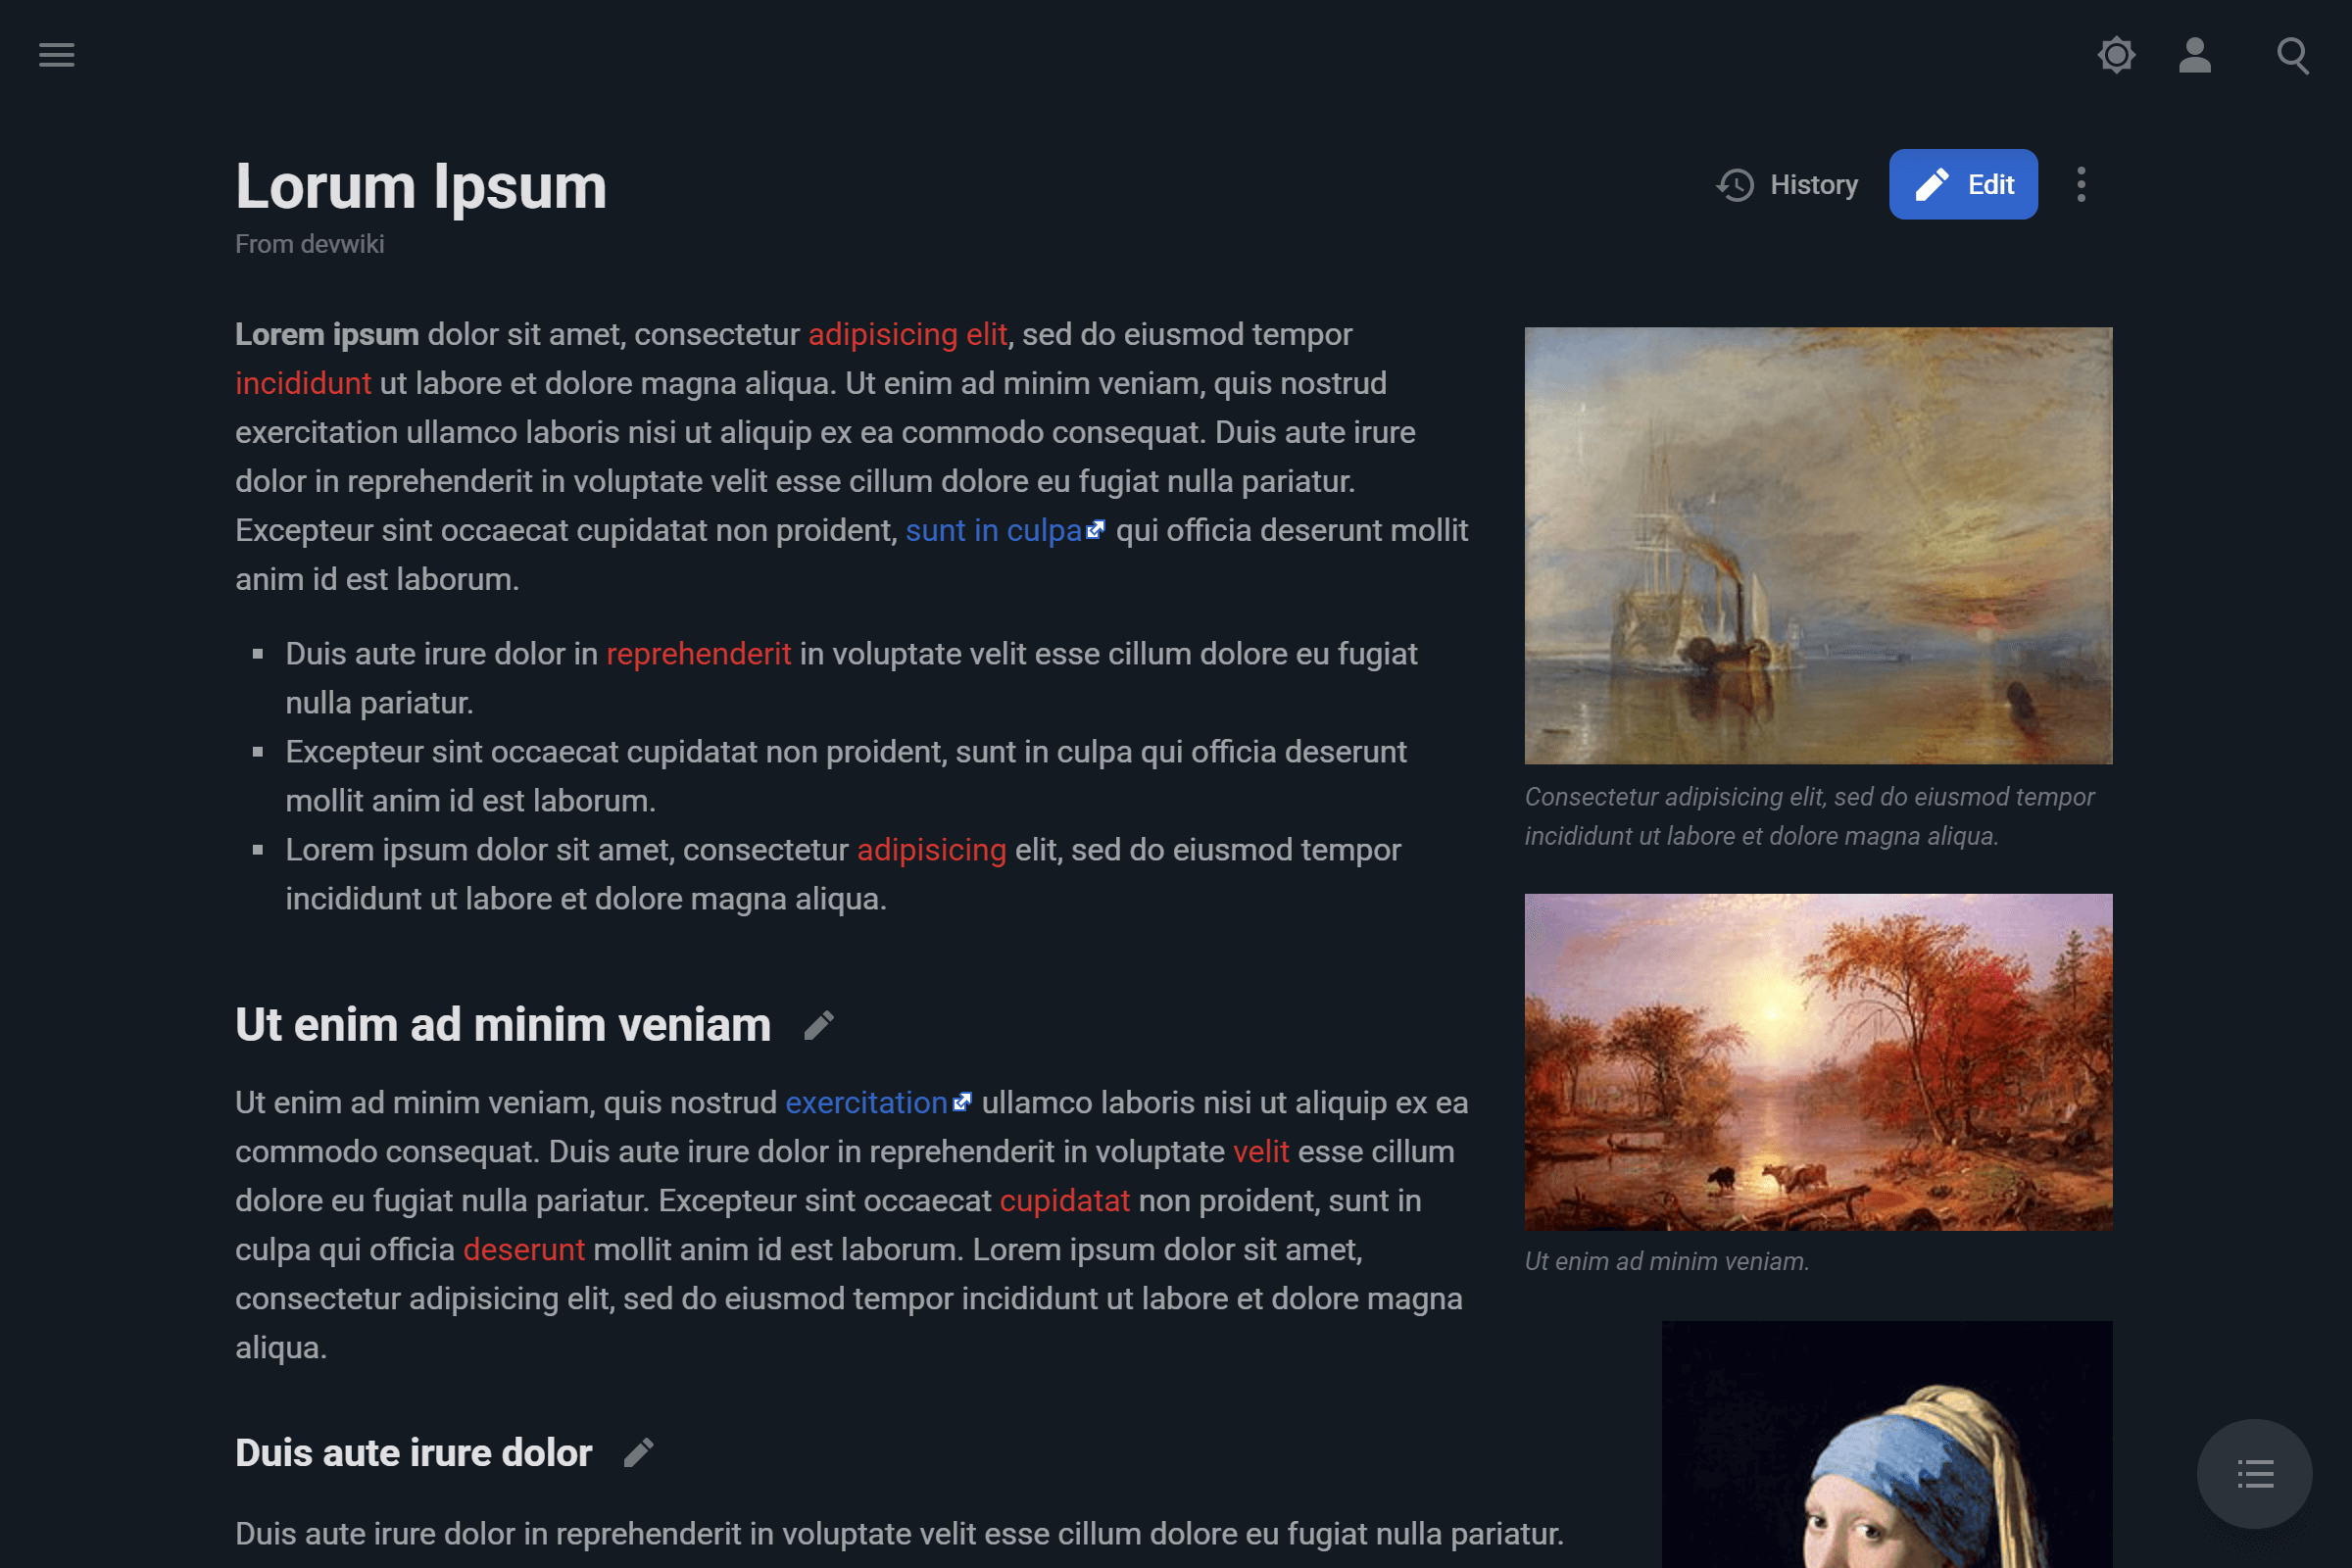 Lorum Ipsum
History
Edit
From devwiki
Lorem ipsum dolor sit amet, consectetur adipisicing elit, sed do eiusmod tempor
incididunt ut labore et dolore magna aliqua. Ut enim ad minim veniam, quis nostrud
exercitation ullamco laboris nisi ut aliquip ex ea commodo consequat. Duis aute irure
dolor in reprehenderit in voluptate velit esse cillum dolore eu fugiat nulla pariatur.
Excepteur sint occaecat cupidatat non proident, sunt in culpa qui officia deserunt mollit
anim id est laborum.
Duis aute irure dolor in reprehenderit in voluptate velit esse cillum dolore eu fugiat
nulla pariatur.
Excepteur sint occaecat cupidatat non proident, sunt in culpa qui officia deserunt
mollit anim id est laborum.
Lorem ipsum dolor sit amet, consectetur adipisicing elit, sed do eiusmod tempor
incididunt ut labore et dolore magna aliqua.
Consectetur adipisicing elit, sed do eiusmod tempor
incididunt ut labore et dolore magna aliqua.
Ut enim ad minim veniam
Ut enim ad minim veniam, quis nostrud exercitation ullamco laboris nisi ut aliquip ex ea
commodo consequat. Duis aute irure dolor in reprehenderit in voluptate velit esse cillum
dolore eu fugiat nulla pariatur. Excepteur sint occaecat cupidatat non proident, sunt in
culpa qui officia deserunt mollit anim id est laborum. Lorem ipsum dolor sit amet,
consectetur adipisicing elit, sed do eiusmod tempor incididunt ut labore et dolore magna
aliqua.
Ut enim ad minim veniam.
Duis aute irure dolor
Duis aute irure dolor in reprehenderit in voluptate velit esse cillum dolore eu fugiat nulla pariatur.